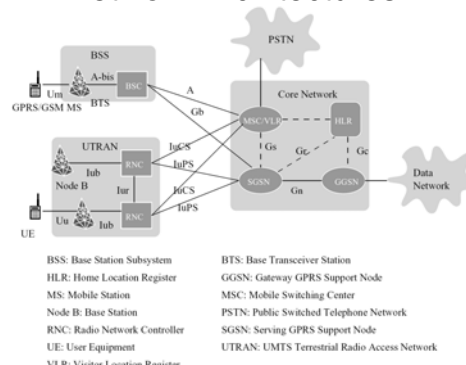 PSTN
BSS
A-bis
Um
BSC
BTS
GPRS/GSM MS
A
Gb
Core Network
MSC/VLR
HLR
Gs
Gr
Gc
UTRAN
RNC
IuCS
IuPS
Iub
Node B
Iur
SGSN
Gn
GGSN
Data
Network
IuCS
IuPS
Uu
Iub
RNC
UE
BSS: Base Station Subsystem
BTS: Base Transceiver Station
HLR: Home Location Register
GGSN: Gateway GPRS Support Node
MS: Mobile Station
MSC: Mobile Switching Center
Node B: Base Station
PSTN: Public Switched Telephone Network
RNC: Radio Network Controller
SGSN: Serving GPRS Support Node
UE: User Equipment
UTRAN: UMTS Terrestrial Radio Access Network
VLR: Visitor Location Register